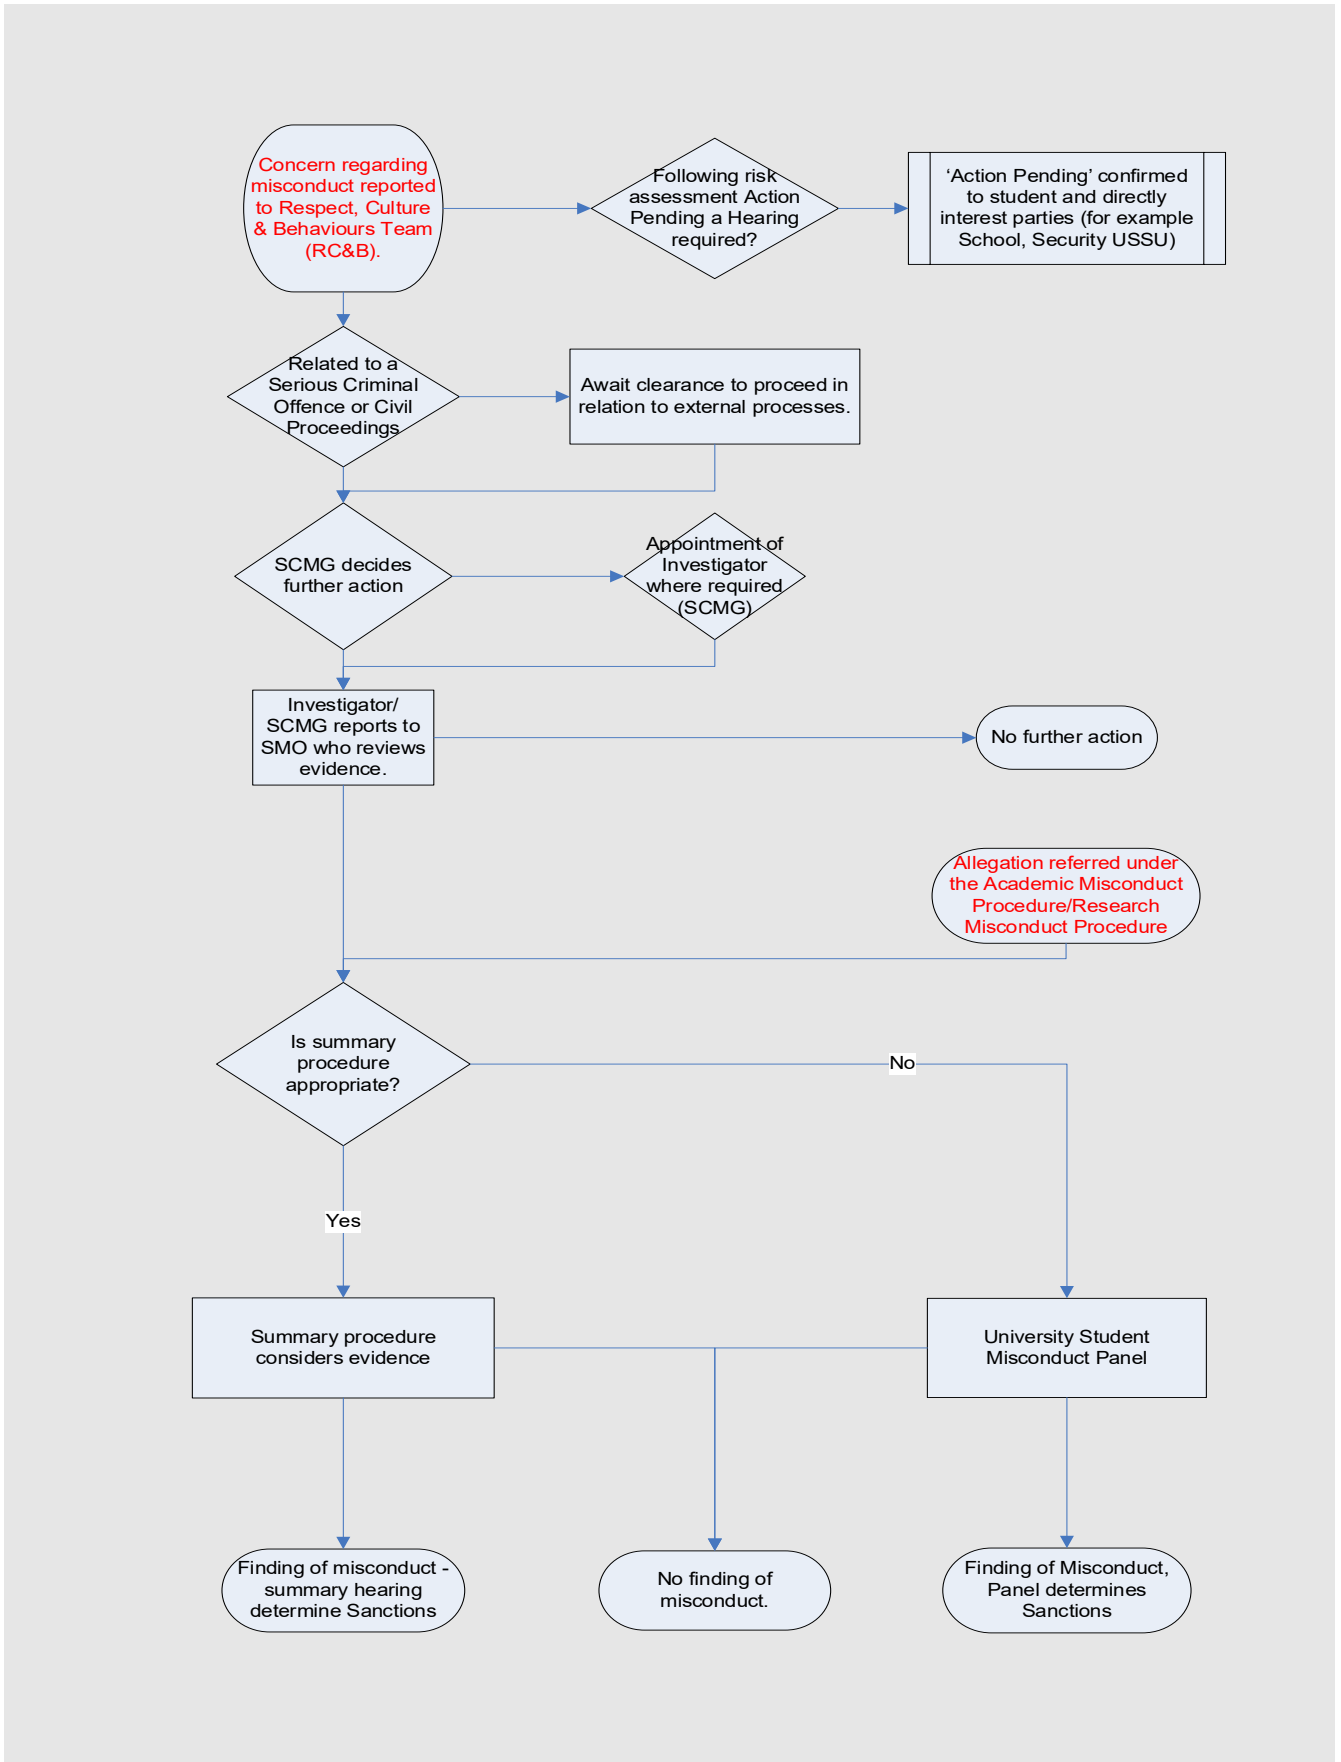 Concern regarding
misconduct reported
to Respect, Culture
& Behaviours Team
(RC&B).
Following risk
assessment Action
Pending a Hearing
required?
‘Action Pending’ confirmed
to student and directly
interest parties (for example
School, Security USSU)
Related to a
Serious Criminal
Offence or Civil
Proceedings
Await clearance to proceed in
relation to external processes.
SCMG decides
further action
Appointment of
Investigator
where required
(SCMG)
Investigator/
SCMG reports to
SMO who reviews
evidence.
No further action
Allegation referred under
the Academic Misconduct
Procedure/Research
Misconduct Procedure
Is summary
procedure
appropriate?
No
Yes
Summary procedure
considers evidence
University Student
Misconduct Panel
Finding of misconduct -
summary hearing
determine Sanctions
No finding of
misconduct.
Finding of Misconduct,
Panel determines
Sanctions